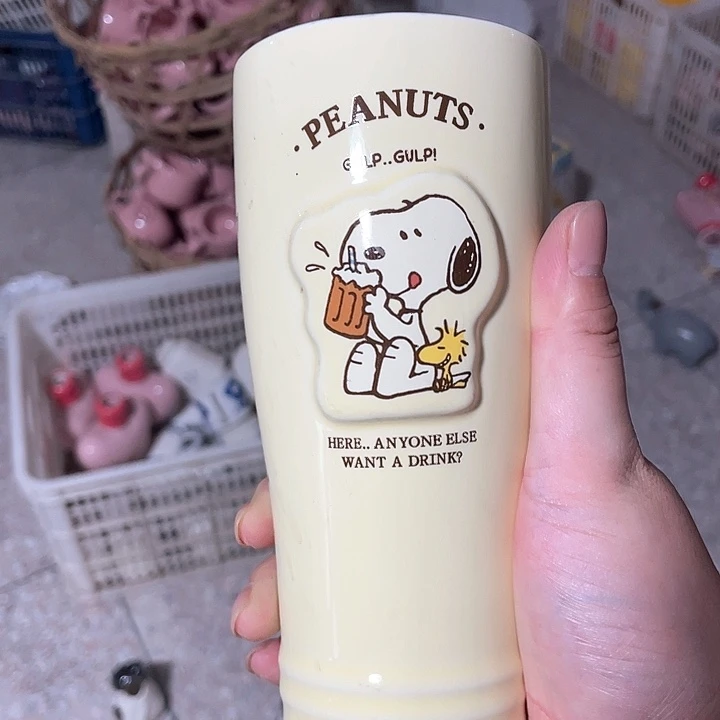 ·PEANUTS·
GULP..GULP!
HERE.. ANYONE ELSE
WANT A DRINK?